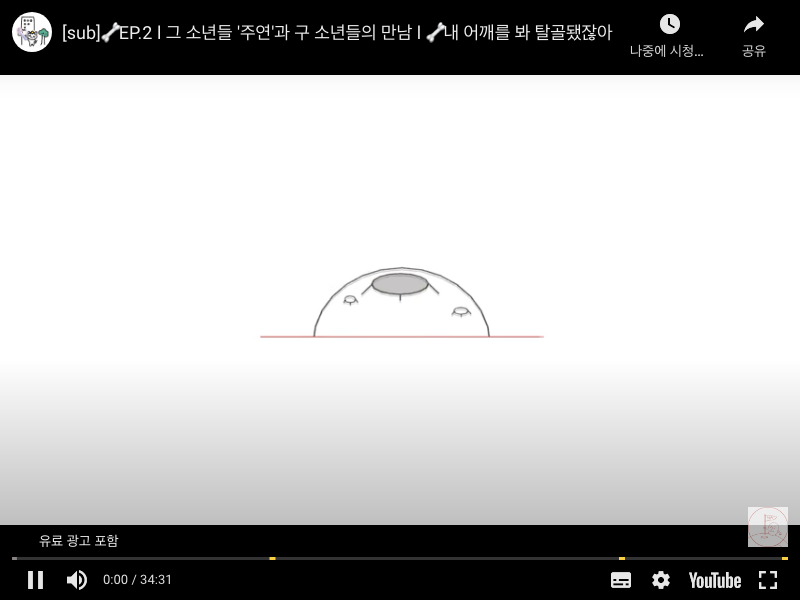 [sub]🦴EP.2 I 그 소년들 '주연'과 구 소년들의 만남 I 🦴내 어깨를 봐 탈골됐잖아
나중에 시청...
공유
유료 광고 포함
0:00 / 34:31
YouTube